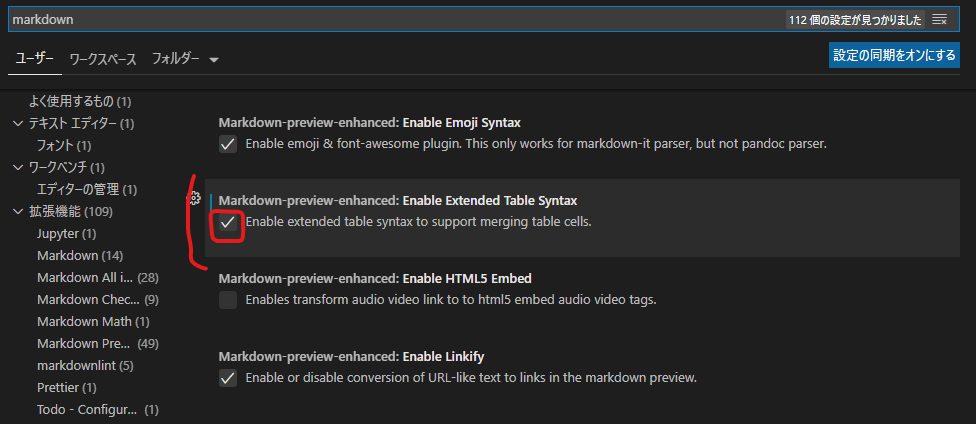 markdown
112 個の設定が見つかりました
ユーザー ワークスペース フォルダー
設定の同期をオンにする
よく使用するもの (1)
テキスト エディター (1)
フォント (1)
ワークベンチ (1)
エディターの管理 (1)
拡張機能 (109)
Jupyter (1)
Markdown (14)
Markdown All i... (28)
Markdown Chec... (9)
Markdown Math (1)
Markdown Pre... (49)
markdownlint (5)
Prettier (1)
Todo - Configur... (1)
Markdown-preview-enhanced: Enable Emoji Syntax
Enable emoji & font-awesome plugin. This only works for markdown-it parser, but not pandoc parser.
Markdown-preview-enhanced: Enable Extended Table Syntax
Enable extended table syntax to support merging table cells.
Markdown-preview-enhanced: Enable HTML5 Embed
Enables transform audio video link to to html5 embed audio video tags.
Markdown-preview-enhanced: Enable Linkify
Enable or disable conversion of URL-like text to links in the markdown preview.